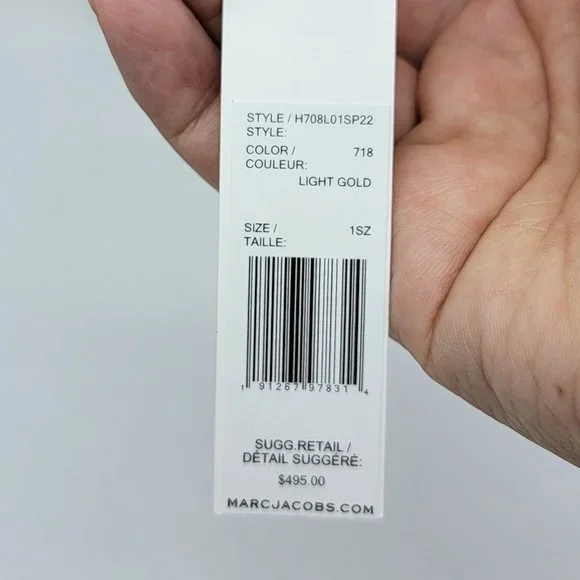 STYLE / H708L01SP22
STYLE:
COLOR / 718
COULEUR:
LIGHT GOLD
SIZE / 1SZ
TAILLE:
1 91267 97831 4
SUGG.RETAIL /
DÉTAIL SUGGÉRÉ:
$495.00
MARCJACOBS.COM